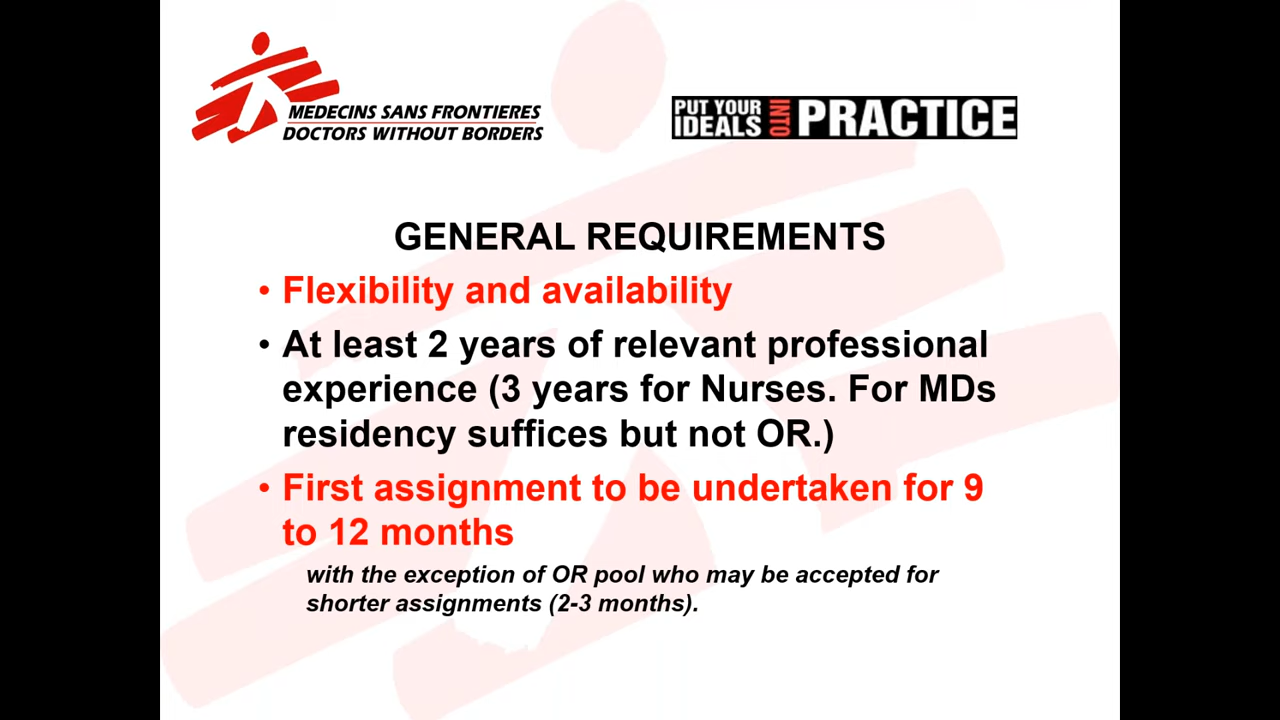 MEDECINS SANS FRONTIERES
DOCTORS WITHOUT BORDERS
PUT YOUR
IDEALS
INTO
PRACTICE
GENERAL REQUIREMENTS
• Flexibility and availability
• At least 2 years of relevant professional
experience (3 years for Nurses. For MDs
residency suffices but not OR.)
• First assignment to be undertaken for 9
to 12 months
with the exception of OR pool who may be accepted for
shorter assignments (2-3 months).